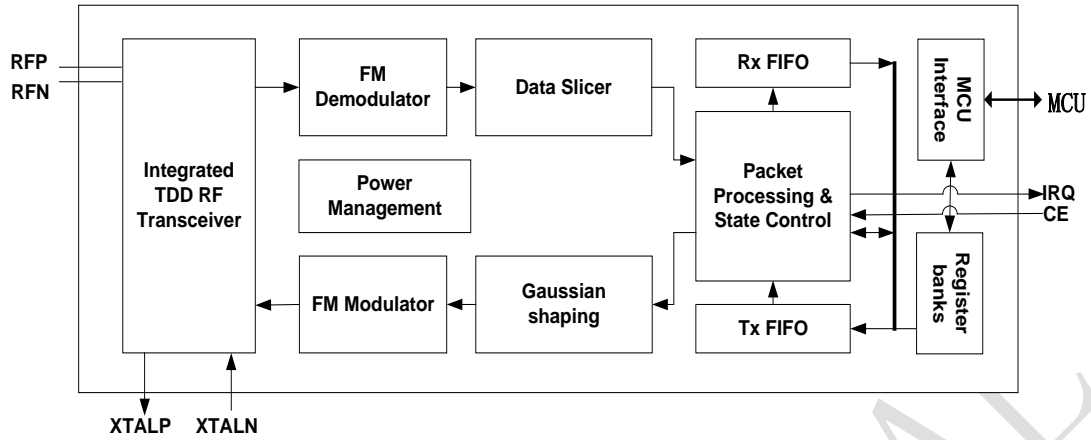 RFP
RFN
Integrated
TDD RF
Transceiver
FM
Demodulator
Data Slicer
Power
Management
FM Modulator
Gaussian
shaping
Rx FIFO
Packet
Processing &
State Control
Tx FIFO
MCU
Interface
Register
banks
MCU
IRQ
CE
XTALP
XTALN